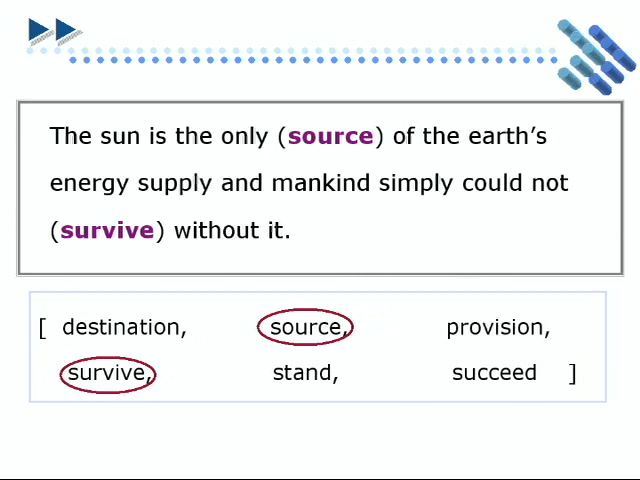 The sun is the only (source) of the earth's
energy supply and mankind simply could not
(survive) without it.
[ destination, source, provision,
survive, stand, succeed ]